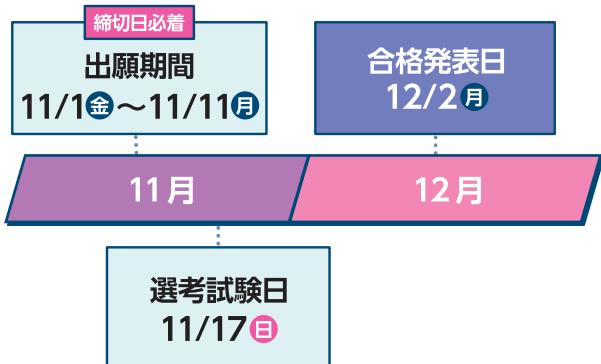 締切日必着
出願期間
11/1金～11/11月
合格発表日
12/2月
11月
12月
選考試験日
11/17日